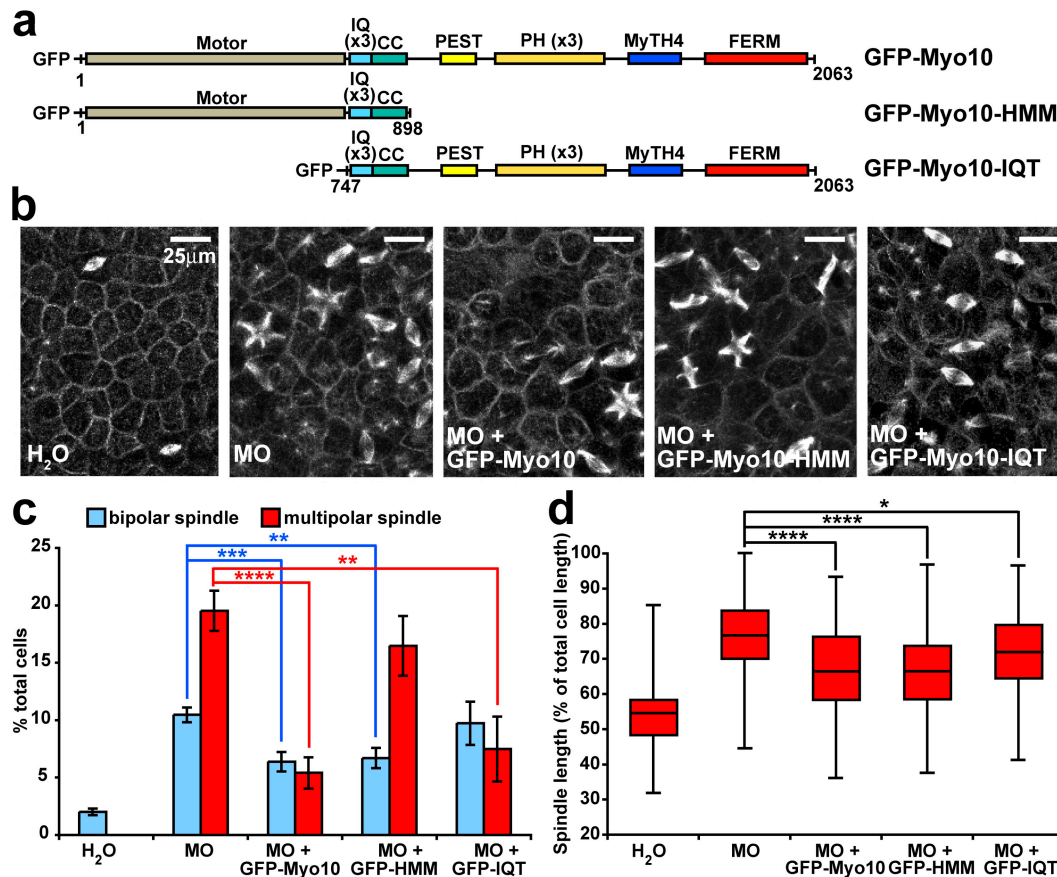 a
IQ
Motor (x3) CC PEST PH (x3) MyTH4 FERM
GFP
1
2063
GFP-Myo10
IQ
Motor (x3) CC
GFP
1
898
GFP-Myo10-HMM
IQ
(x3) CC PEST PH (x3) MyTH4 FERM
GFP
747
2063
GFP-Myo10-IQT
b
25μm
H2O
MO
MO +
GFP-Myo10
MO +
GFP-Myo10-HMM
MO +
GFP-Myo10-IQT
c
bipolar spindle
multipolar spindle
% total cells
25
20
15
10
5
0
**
***
**
****
H2O
MO
MO +
GFP-Myo10
MO +
GFP-HMM
MO +
GFP-IQT
d
Spindle length (% of total cell length)
100
90
80
70
60
50
40
30
20
*
****
****
H2O
MO
MO +
GFP-Myo10
MO +
GFP-HMM
MO +
GFP-IQT